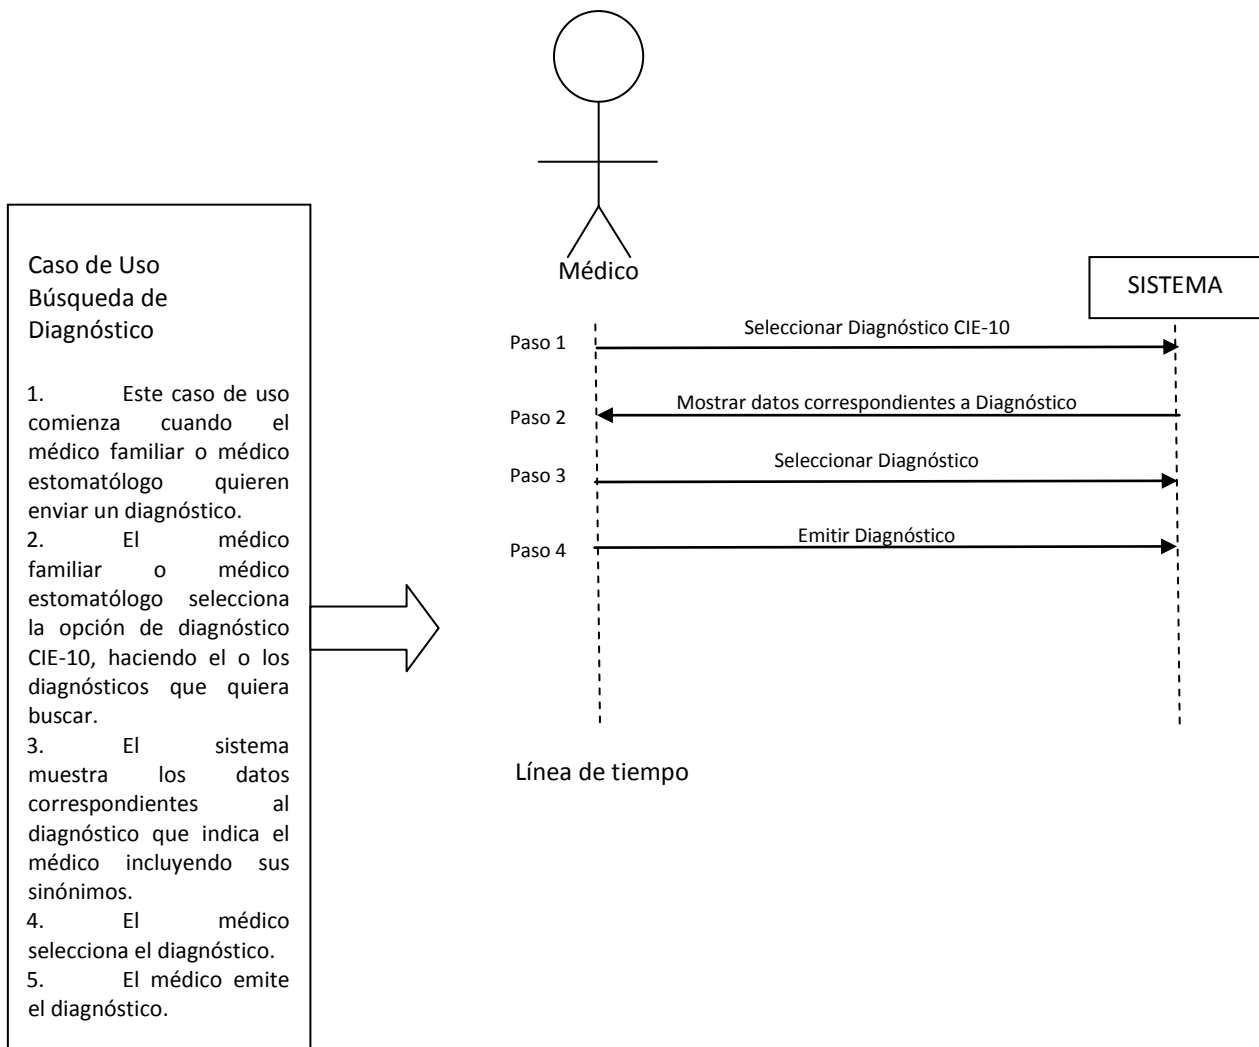 Caso de Uso
Búsqueda de
Diagnóstico
1. Este caso de uso
comienza cuando el
médico familiar o médico
estomatólogo quieren
enviar un diagnóstico.
2. El médico
familiar o médico
estomatólogo selecciona
la opción de diagnóstico
CIE-10, haciendo el o los
diagnósticos que quiera
buscar.
3. El sistema
muestra los datos
correspondientes al
diagnóstico que indica el
médico incluyendo sus
sinónimos.
4. El médico
selecciona el diagnóstico.
5. El médico emite
el diagnóstico.
Médico
SISTEMA
Paso 1
Seleccionar Diagnóstico CIE-10
Paso 2
Mostrar datos correspondientes a Diagnóstico
Paso 3
Seleccionar Diagnóstico
Paso 4
Emitir Diagnóstico
Línea de tiempo